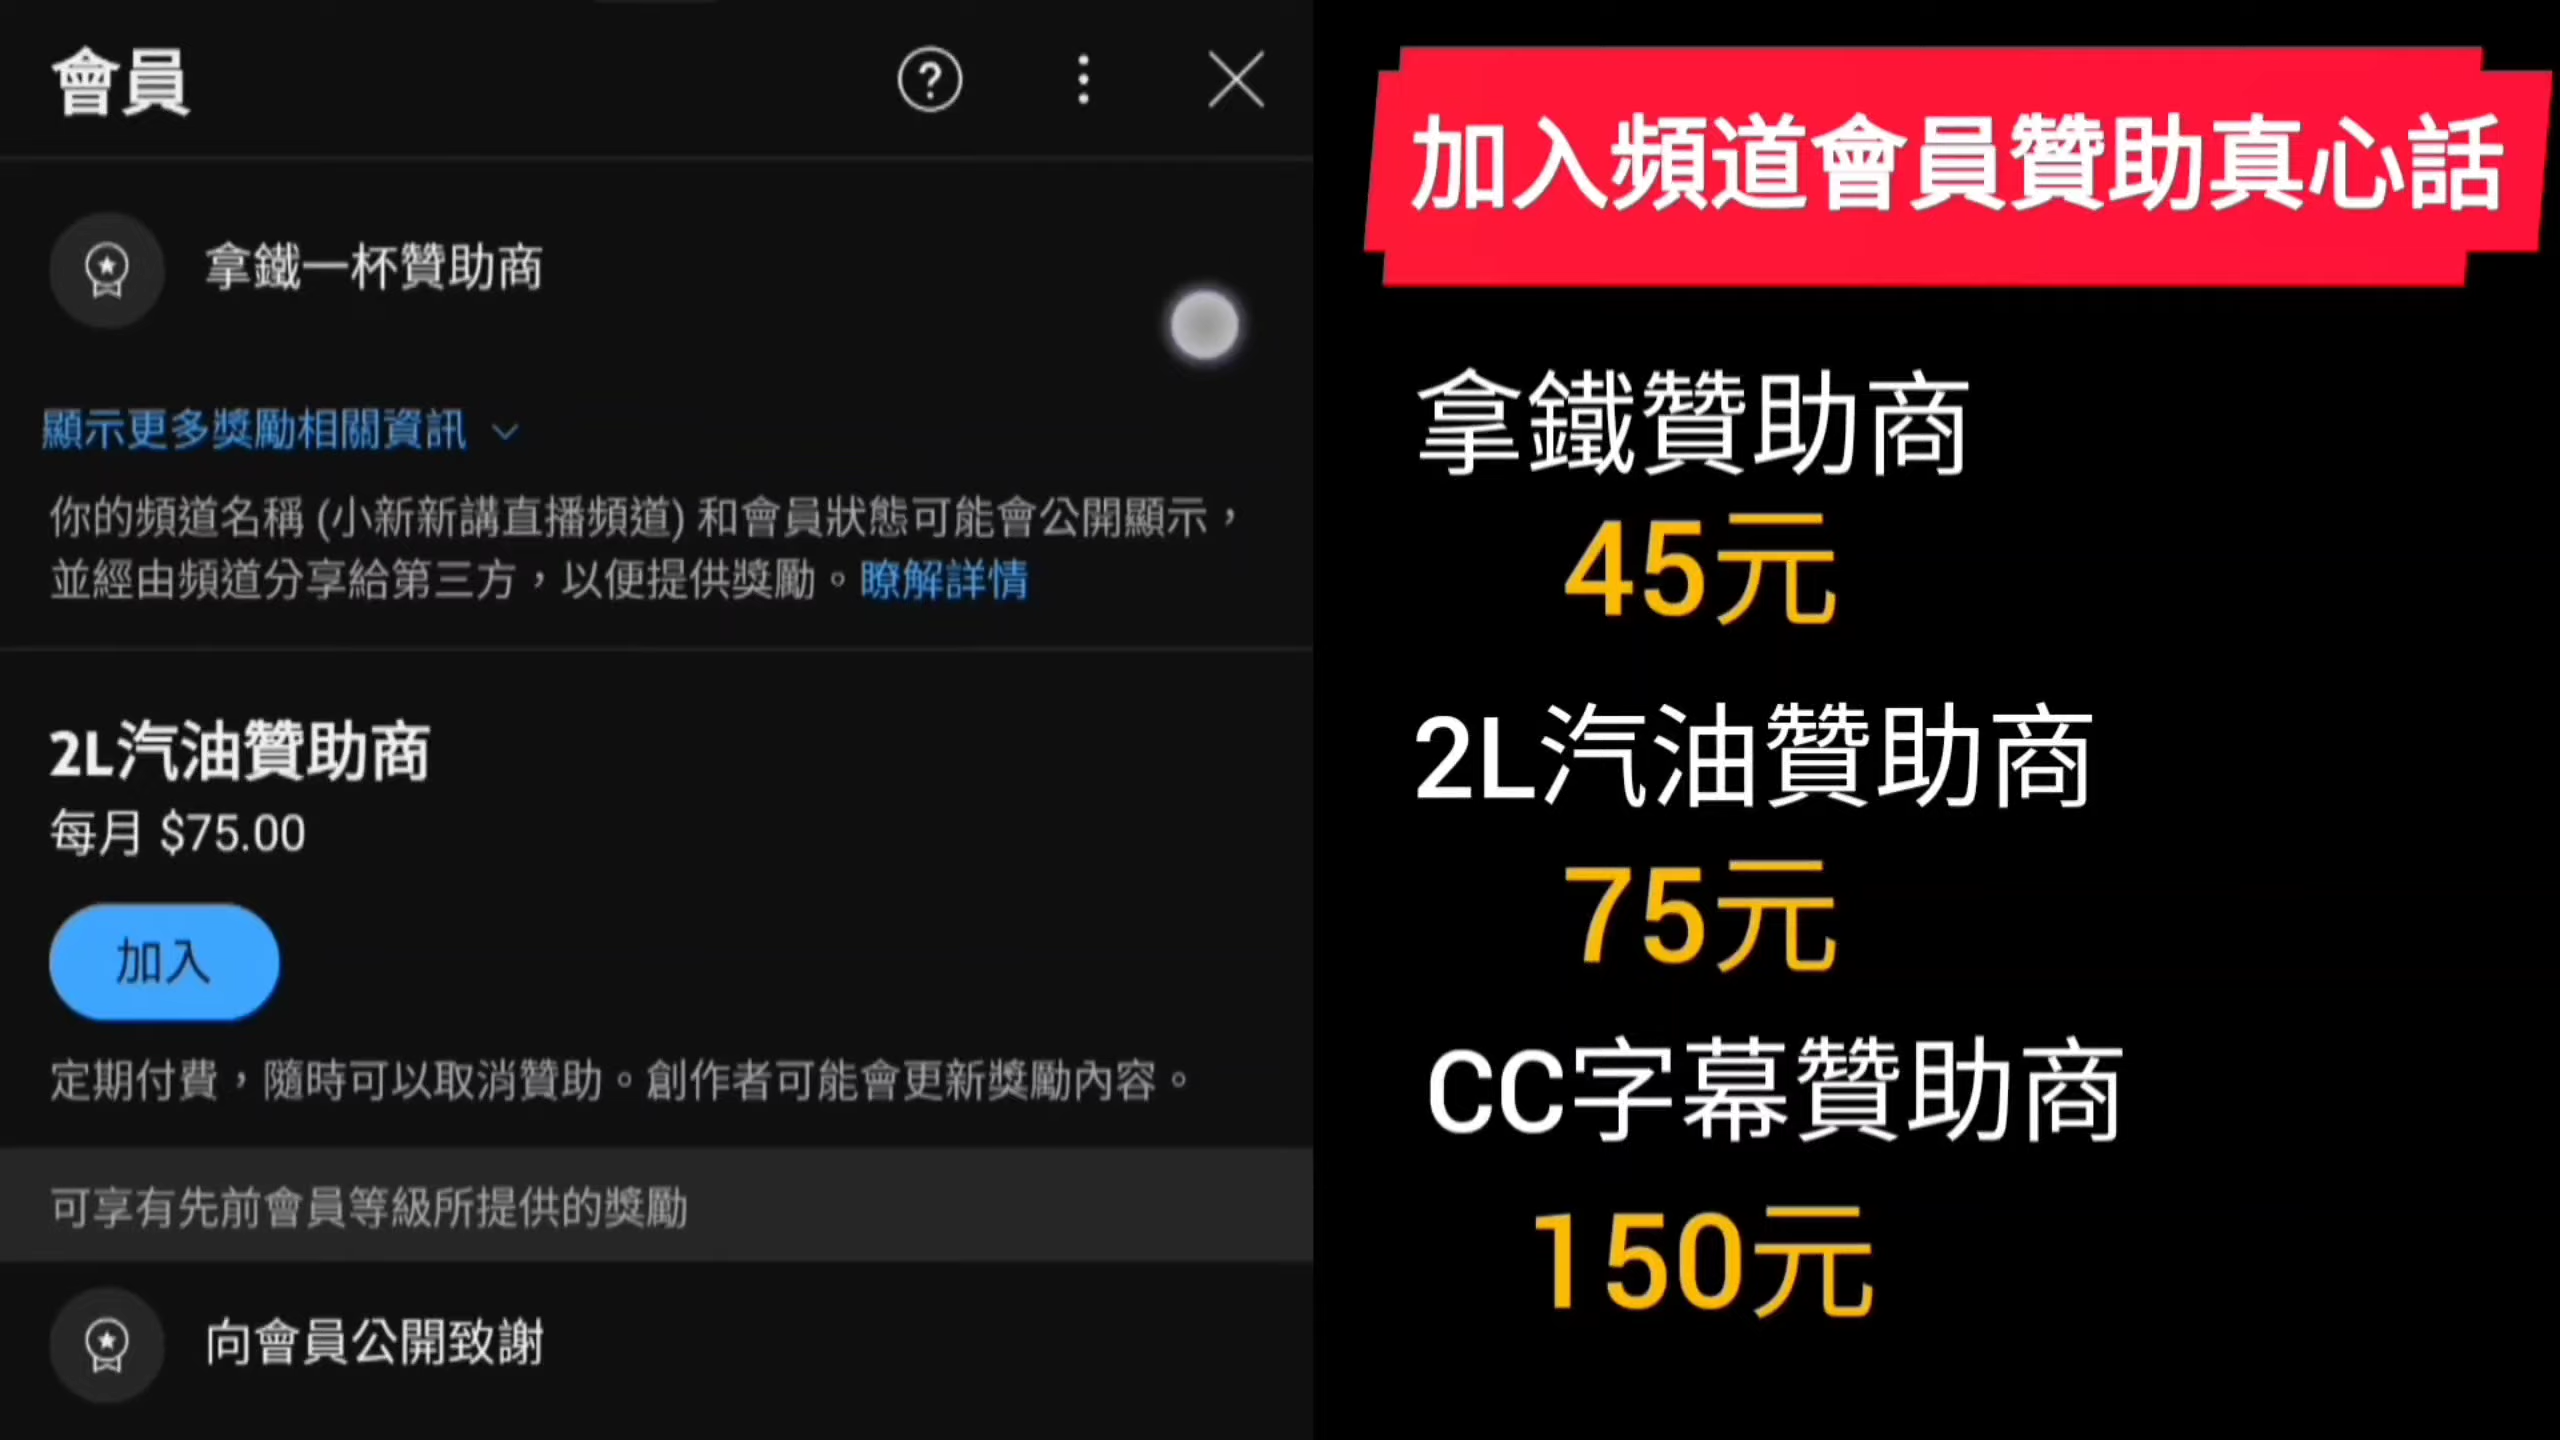 會員
拿鐵一杯贊助商
顯示更多獎勵相關資訊
你的頻道名稱 (小新新講直播頻道) 和會員狀態可能會公開顯示，
並經由頻道分享給第三方，以便提供獎勵。瞭解詳情
2L汽油贊助商
每月 $75.00
加入
定期付費，隨時可以取消贊助。創作者可能會更新獎勵內容。
可享有先前會員等級所提供的獎勵
向會員公開致謝
加入頻道會員贊助真心話
拿鐵贊助商
45元
2L汽油贊助商
75元
CC字幕贊助商
150元